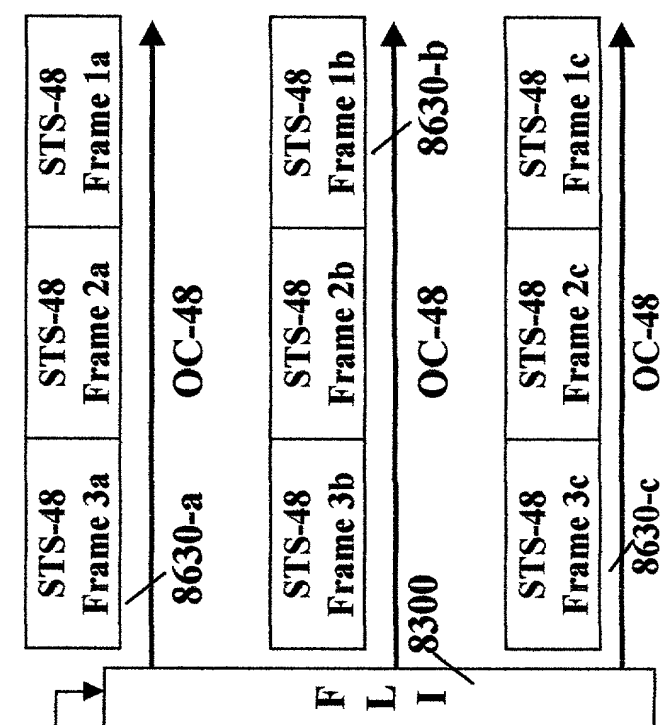 STS-48
Frame 3a
STS-48
Frame 2a
STS-48
Frame 1a
8630-a
OC-48
STS-48
Frame 3b
STS-48
Frame 2b
STS-48
Frame 1b
F
L
I
8300
OC-48
8630-b
STS-48
Frame 3c
STS-48
Frame 2c
STS-48
Frame 1c
8630-c
OC-48